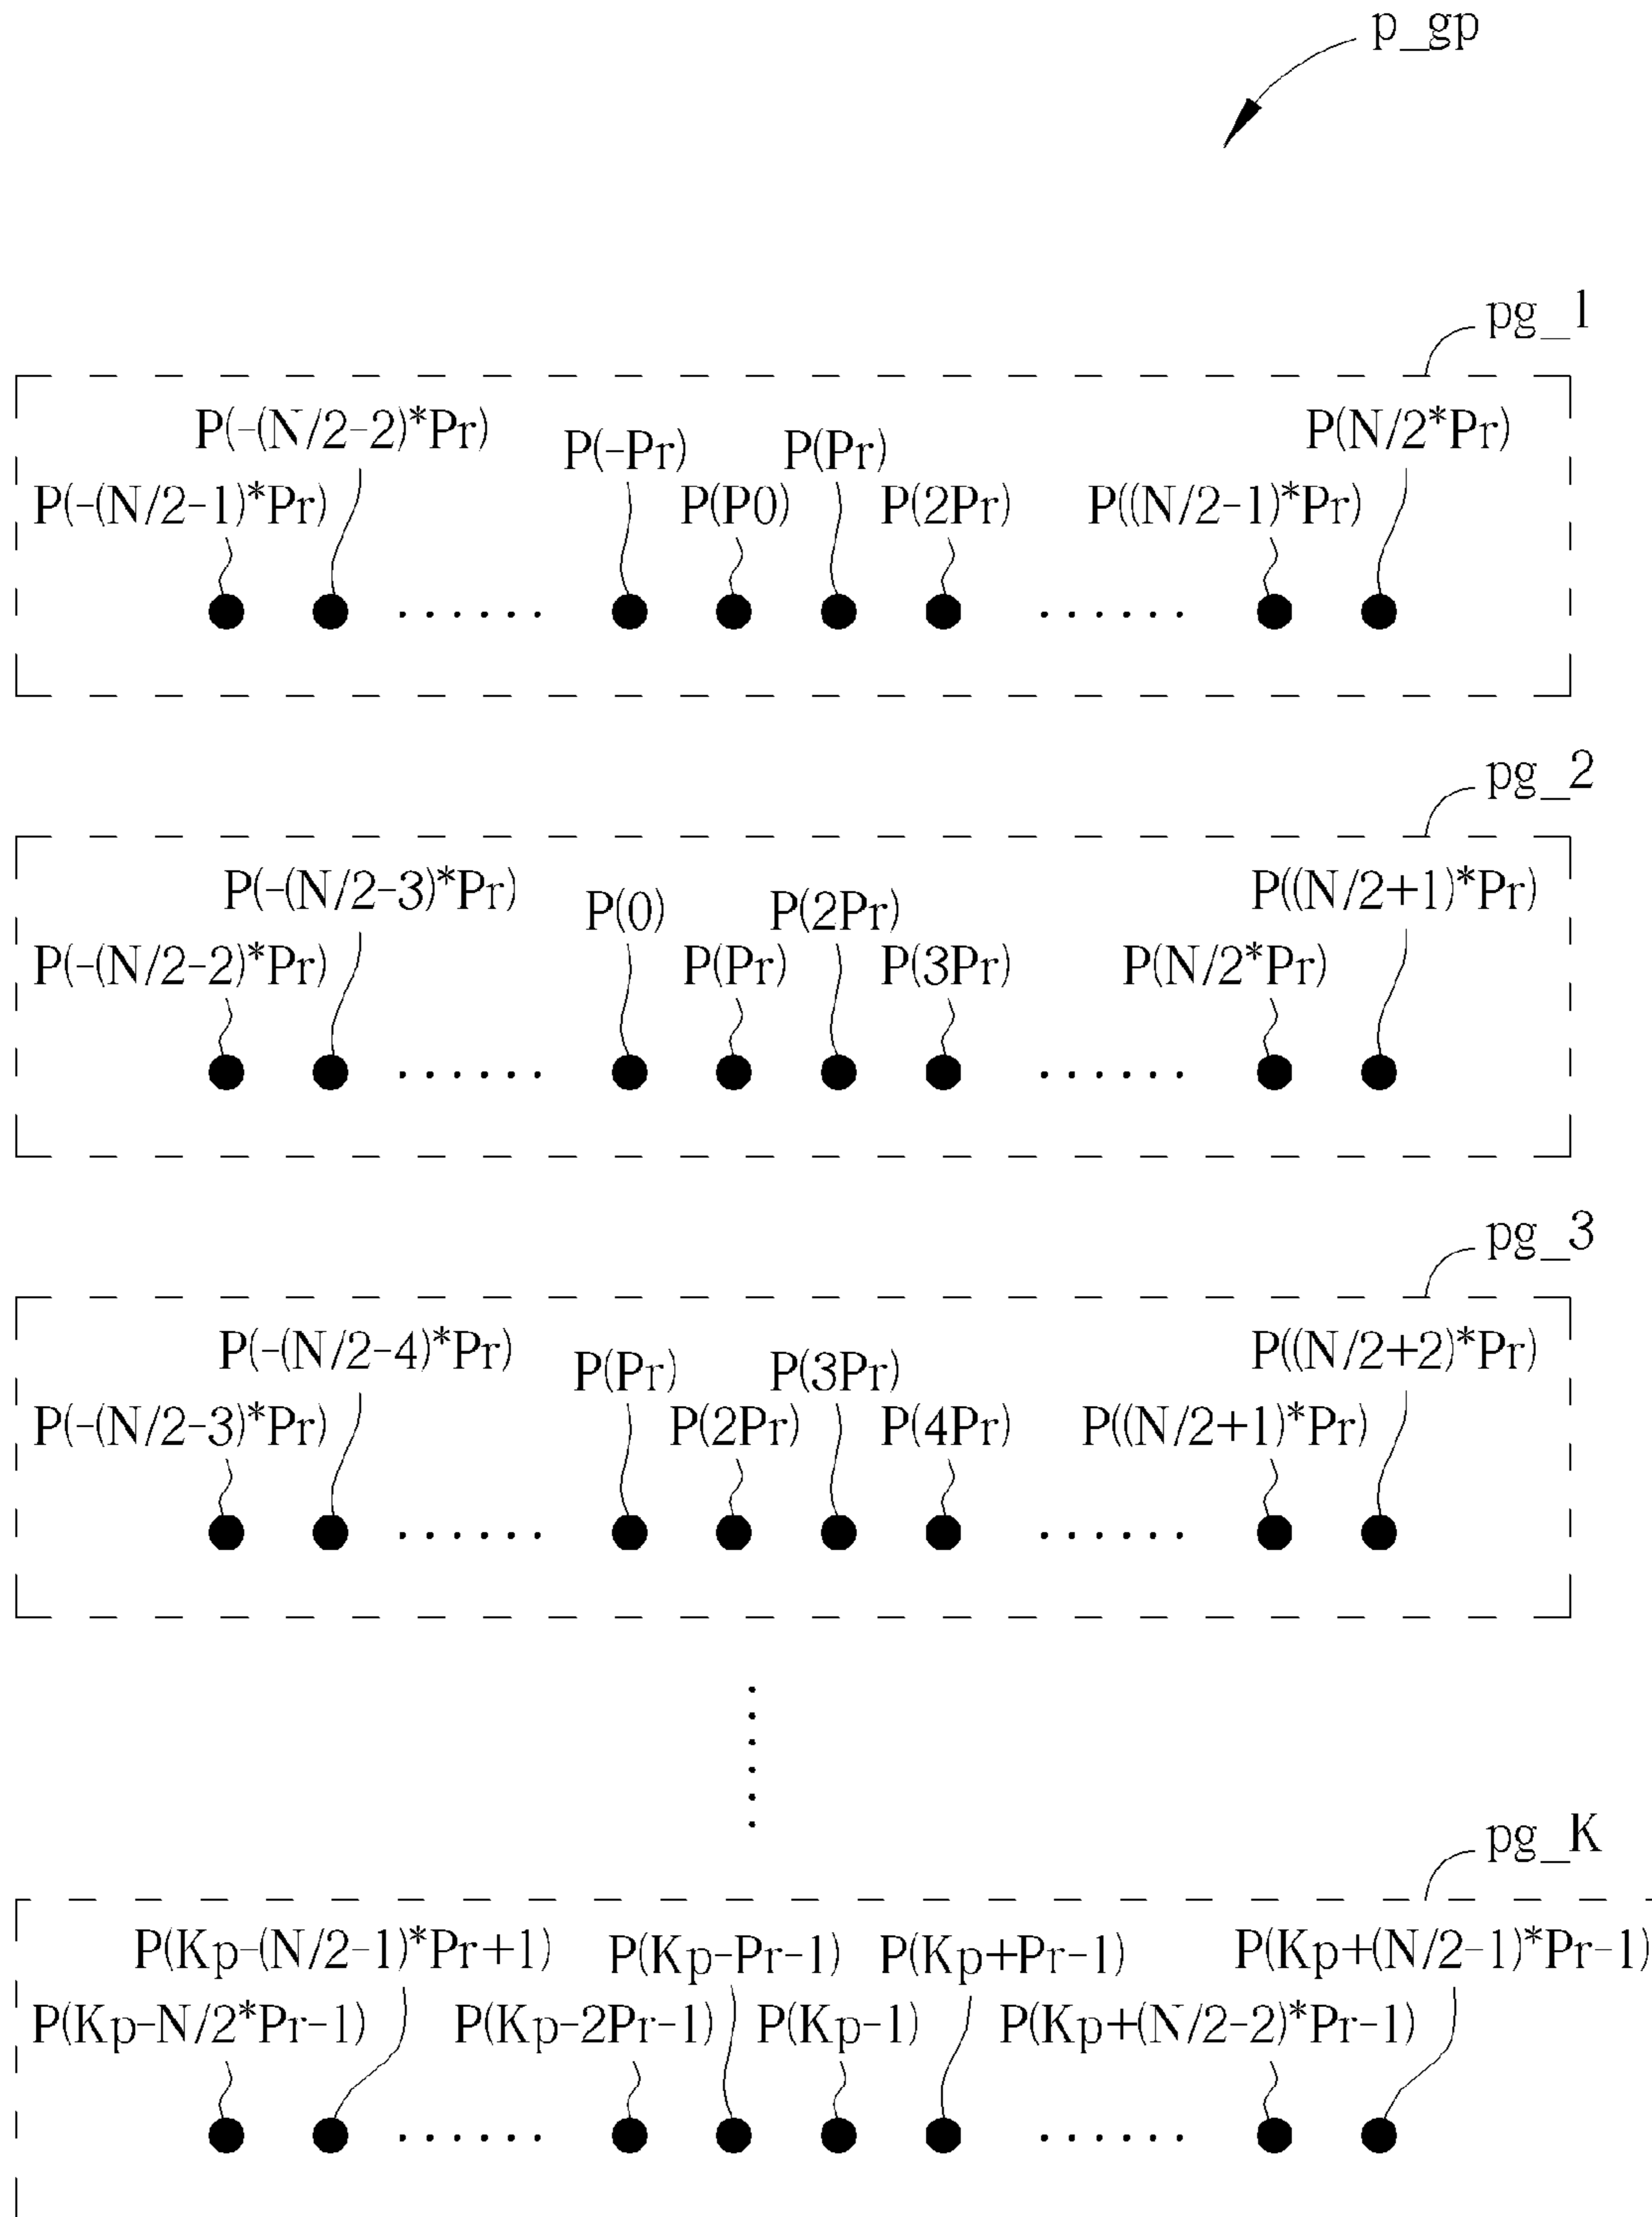 p_gp
pg_1
P(-(N/2-2)*Pr) P(-Pr) P(Pr) P(N/2*Pr)
P(-(N/2-1)*Pr) P(P0) P(2Pr) P((N/2-1)*Pr)
pg_2
P(-(N/2-3)*Pr) P(0) P(2Pr) P((N/2+1)*Pr)
P(-(N/2-2)*Pr) P(Pr) P(3Pr) P(N/2*Pr)
pg_3
P(-(N/2-4)*Pr) P(Pr) P(3Pr) P((N/2+2)*Pr)
P(-(N/2-3)*Pr) P(2Pr) P(4Pr) P((N/2+1)*Pr)
pg_K
P(Kp-(N/2-1)*Pr+1) P(Kp-Pr-1) P(Kp+Pr-1) P(Kp+(N/2-1)*Pr-1)
P(Kp-N/2*Pr-1) P(Kp-2Pr-1) P(Kp-1) P(Kp+(N/2-2)*Pr-1)